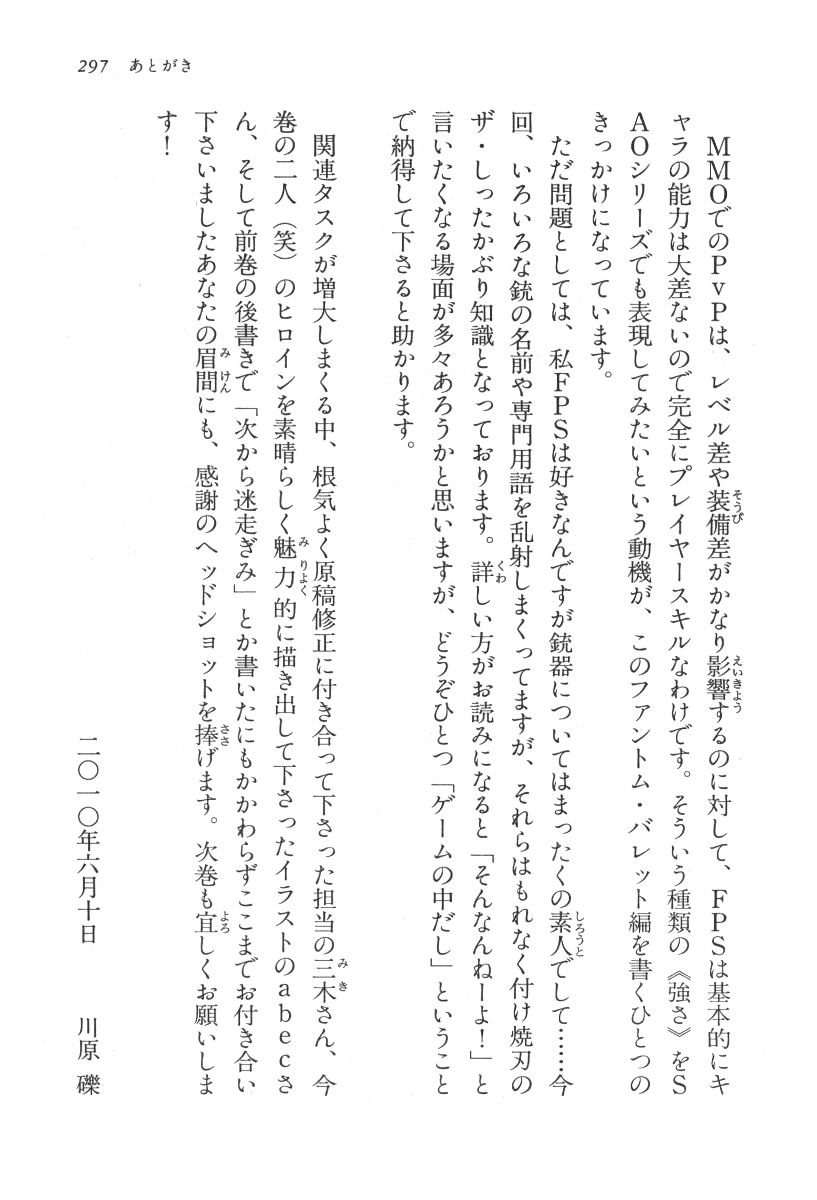 297　あとがき
　MMOでのPvPは、レベル差や装備差がかなり影響するのに対して、FPSは基本的にキ
ャラの能力は大差ないので完全にプレイヤースキルなわけです。そういう種類の《強さ》をS
AOシリーズでも表現してみたいという動機が、このファントム・バレット編を書くひとつの
きっかけになっています。
　ただ問題としては、私FPSは好きなんですが銃器についてはまったくの素人でして……今
回、いろいろな銃の名前や専門用語を乱射しまくってますが、それらはもれなく付け焼刃の
ザ・しったかぶり知識となっております。詳しい方がお読みになると「そんなんねーよ！」と
言いたくなる場面が多々あろうかと思いますが、どうぞひとつ「ゲームの中だし」ということ
で納得して下さると助かります。
　関連タスクが増大しまくる中、根気よく原稿修正に付き合って下さった担当の三木さん、今
巻の二人（笑）のヒロインを素晴らしく魅力的に描き出して下さったイラストのabecさ
ん、そして前巻の後書きで「次から迷走ぎみ」とか書いたにもかかわらずここまでお付き合い
下さいましたあなたの眉間にも、感謝のヘッドショットを捧げます。次巻も宜しくお願いしま
す！
二〇一〇年六月十日　　川原　礫